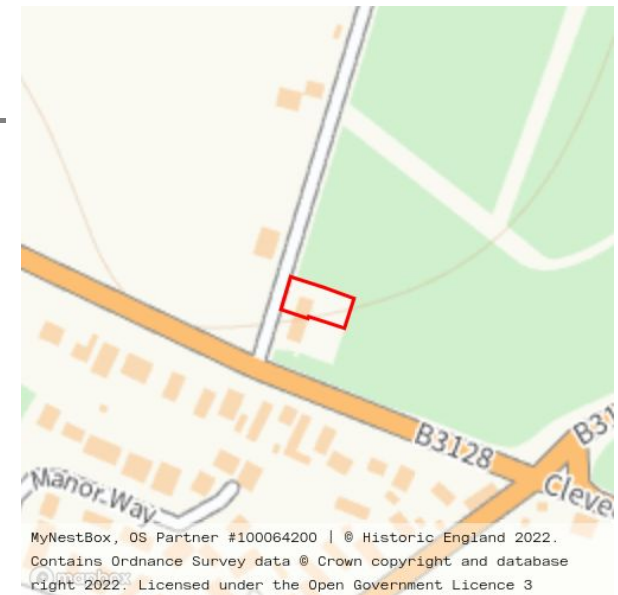 B3128
B31
Cleve
Manor Way
MyNestBox, OS Partner #100064200 | © Historic England 2022.
Contains Ordnance Survey data © Crown copyright and database
right 2022. Licensed under the Open Government Licence 3
mapbox